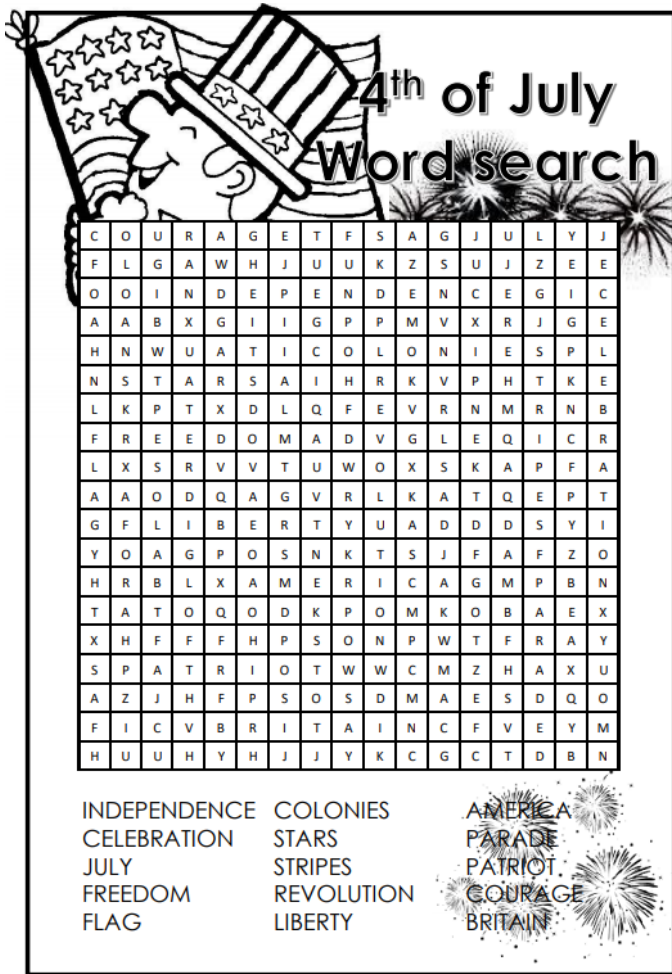 4th of July
Word search
C O U R A G E T F S A G J U L Y J
F L G A W H J U U K Z S U J Z E E
O O I N D E P E N D E N C E G I C
A A B X G I I G P P M V X R J G E
H N W U A T I C O L O N I E S P L
N S T A R S A I H R K V P H T K E
L K P T X D L Q F E V R N M R N B
F R E E D O M A D V G L E Q I C R
L X S R V V T U W O X S K A P F A
A A O D Q A G V R L K A T Q E P T
G F L I B E R T Y U A D D D S Y I
Y O A G P O S N K T S J F A F Z O
H R B L X A M E R I C A G M P B N
T A T O Q O D K P O M K O B A E X
X H F F F H P S O N P W T F R A Y
S P A T R I O T W W C M Z H A X U
A Z J H F P S O S D M A E S D Q O
F I C V B R I T A I N C F V E Y M
H U U H Y H J J Y K C G C T D B N
INDEPENDENCE COLONIES AMERICA
CELEBRATION STARS PARADE
JULY STRIPES PATRIOT
FREEDOM REVOLUTION COURAGE
FLAG LIBERTY BRITAIN